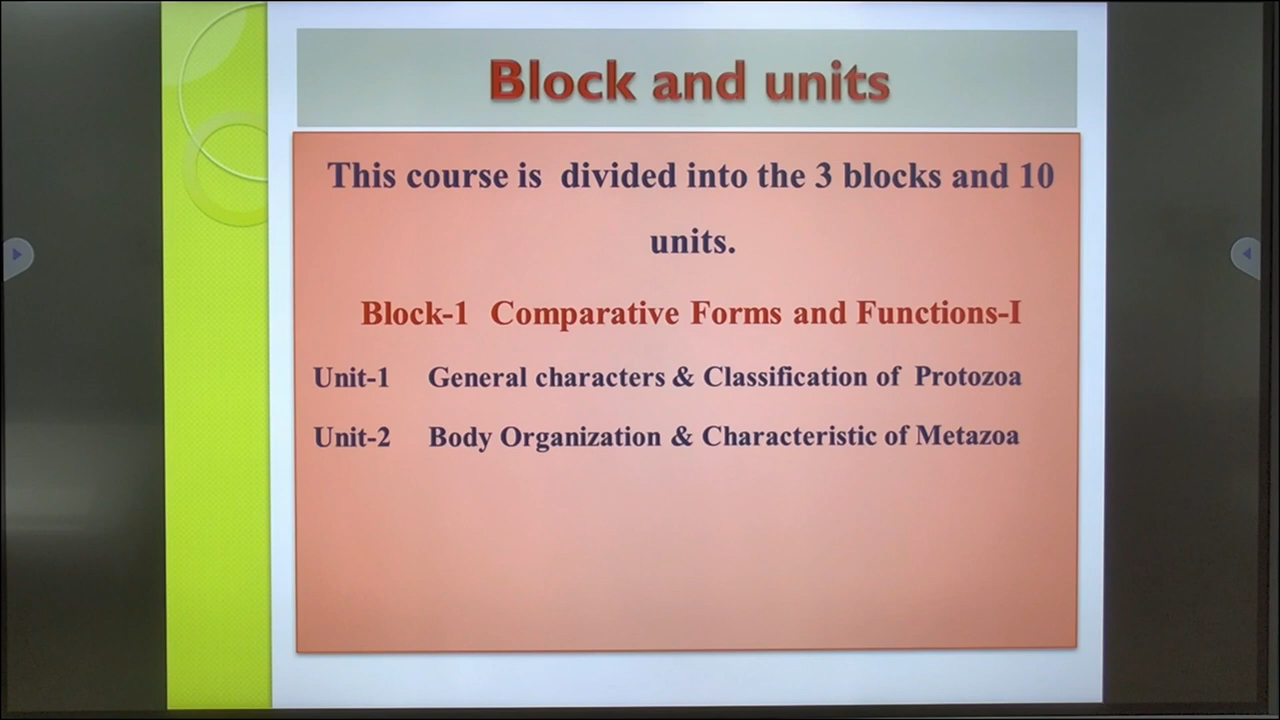 Block and units
This course is divided into the 3 blocks and 10
units.
Block-1 Comparative Forms and Functions-I
Unit-1 General characters & Classification of Protozoa
Unit-2 Body Organization & Characteristic of Metazoa